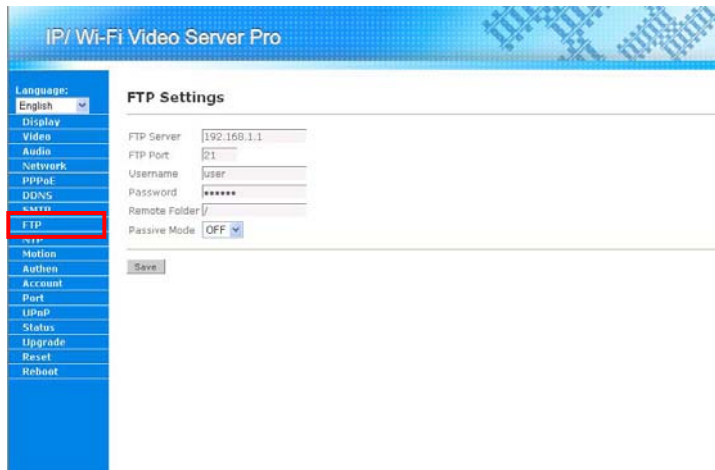 IP/ Wi-Fi Video Server Pro
Language:
English
Display
Video
Audio
Network
PPPoE
DDNS
SMTP
FTP
NTP
Motion
Authen
Account
Port
UPnP
Status
Upgrade
Reset
Reboot
FTP Settings
FTP Server 192.168.1.1
FTP Port 21
Username user
Password ••••••
Remote Folder /
Passive Mode OFF
Save